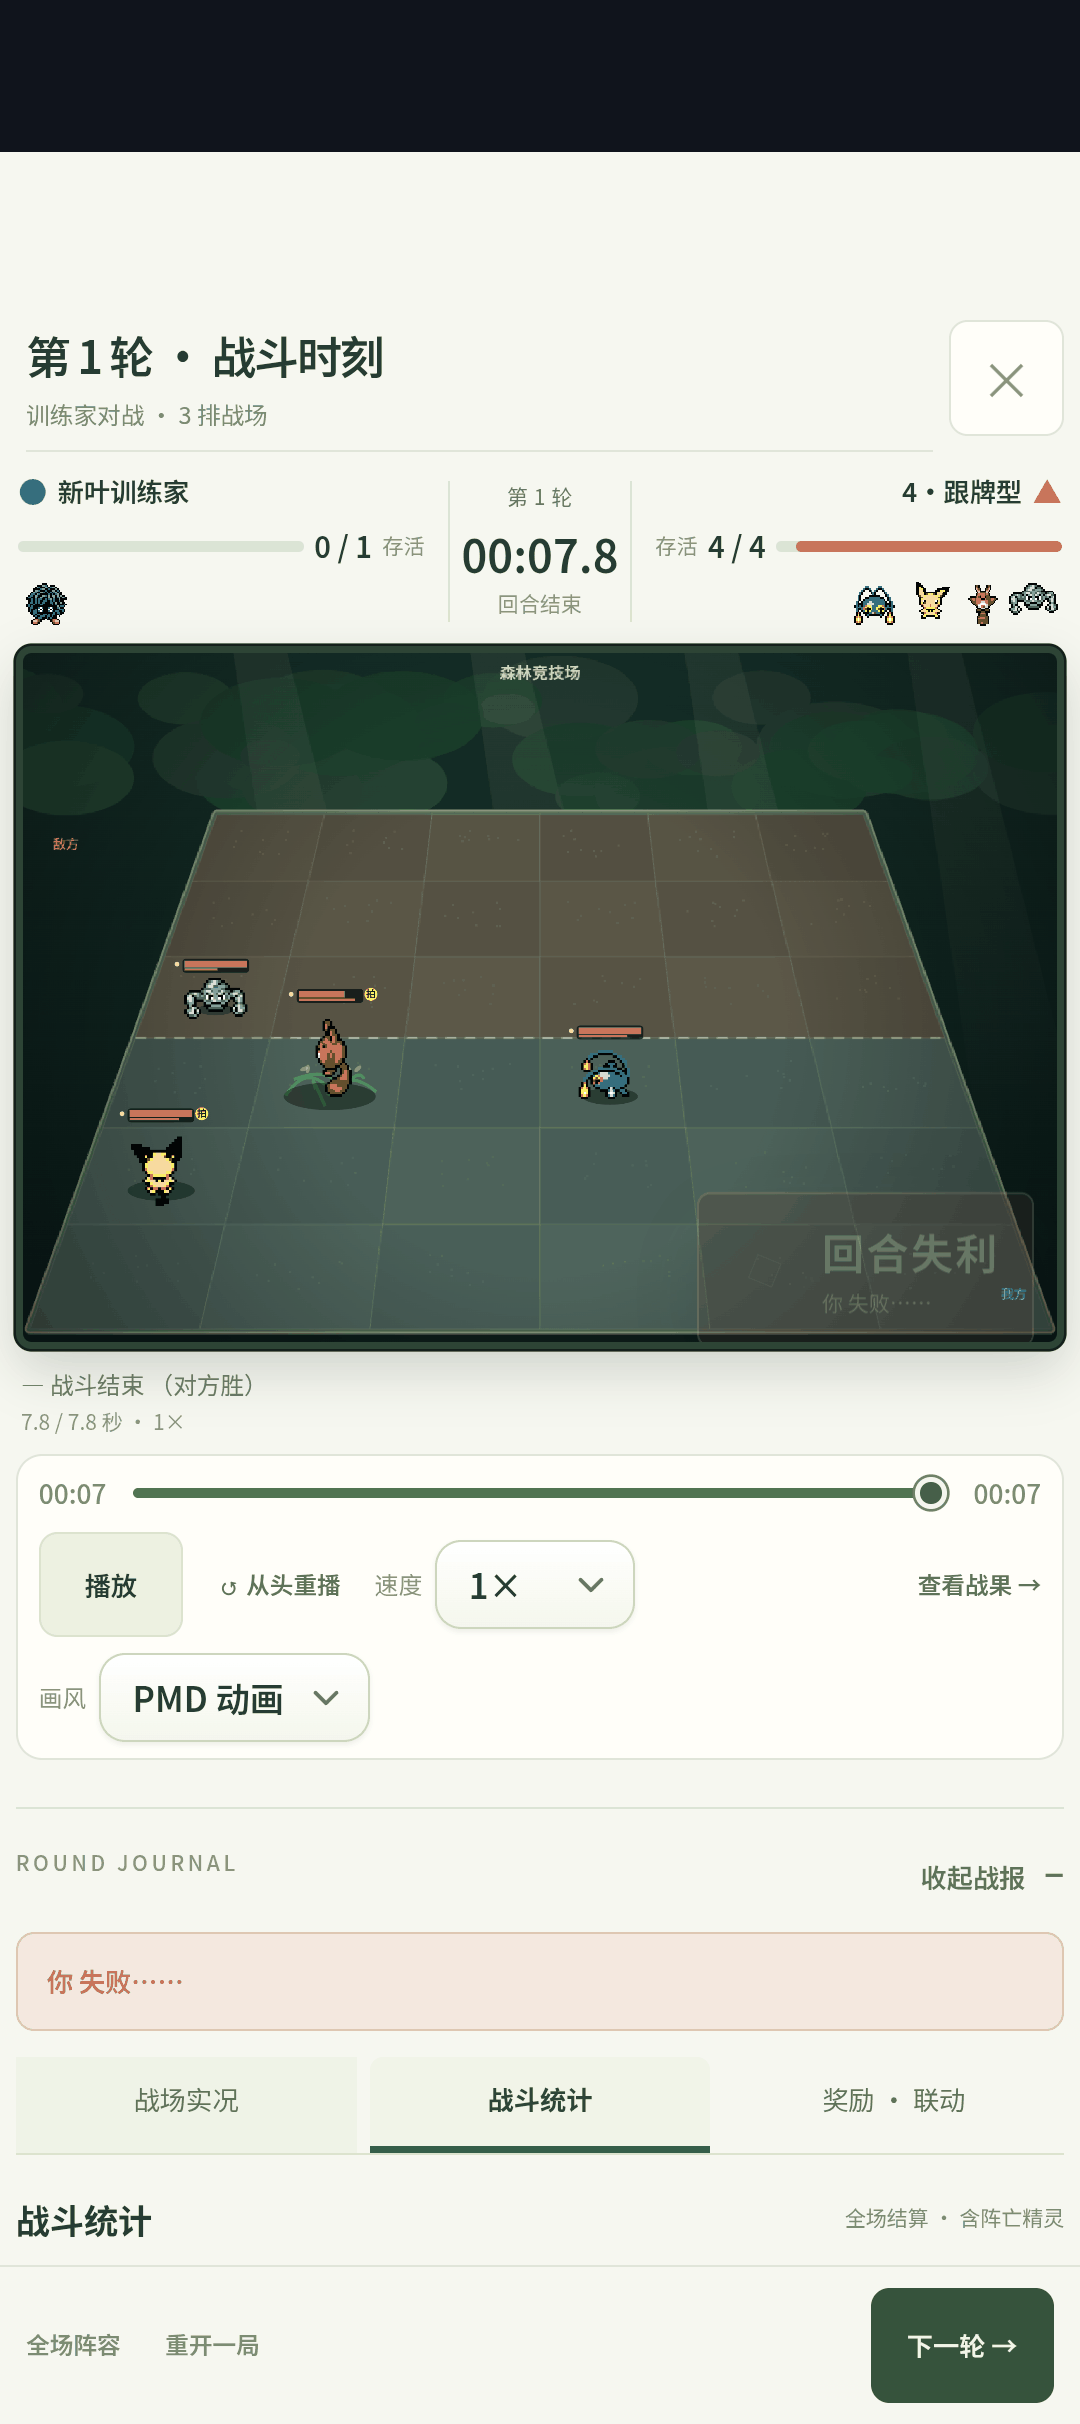 第 1 轮 · 战斗时刻
训练家对战 · 3 排战场
新叶训练家
0 / 1 存活
第 1 轮
00:07.8
回合结束
4 · 跟牌型
存活 4 / 4
森林竞技场
敌方
拍
拍
回合失利
你 失败……
我方
— 战斗结束 （对方胜）
7.8 / 7.8 秒 · 1×
00:07
00:07
播放
↺ 从头重播
速度
1×
查看战果 →
画风
PMD 动画
ROUND JOURNAL
收起战报 −
你 失败……
战场实况
战斗统计
奖励 · 联动
战斗统计
全场结算 · 含阵亡精灵
全场阵容
重开一局
下一轮 →